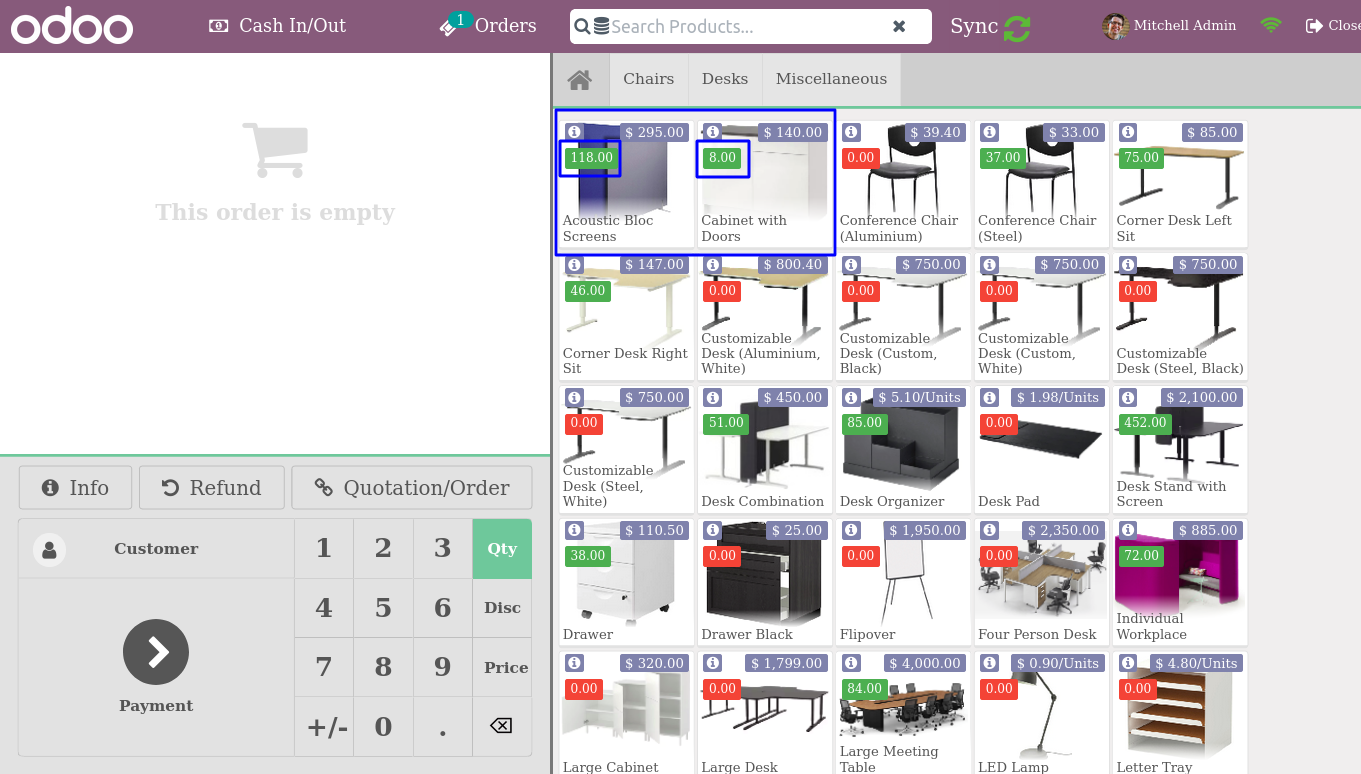 odoo
Cash In/Out
1
Orders
Search Products...
Sync
Mitchell Admin
Close
This order is empty
Chairs
Desks
Miscellaneous
$ 295.00
118.00
Acoustic Bloc
Screens
$ 140.00
8.00
Cabinet with
Doors
$ 39.40
0.00
Conference Chair
(Aluminium)
$ 33.00
37.00
Conference Chair
(Steel)
$ 85.00
75.00
Corner Desk Left
Sit
$ 147.00
46.00
Corner Desk Right
Sit
$ 800.40
0.00
Customizable
Desk (Aluminium,
White)
$ 750.00
0.00
Customizable
Desk (Custom,
Black)
$ 750.00
0.00
Customizable
Desk (Custom,
White)
$ 750.00
0.00
Customizable
Desk (Steel, Black)
$ 750.00
0.00
Customizable
Desk (Steel,
White)
$ 450.00
51.00
Desk Combination
$ 5.10/Units
85.00
Desk Organizer
$ 1.98/Units
0.00
Desk Pad
$ 2,100.00
452.00
Desk Stand with
Screen
$ 110.50
38.00
Drawer
$ 25.00
0.00
Drawer Black
$ 1,950.00
0.00
Flipover
$ 2,350.00
0.00
Four Person Desk
$ 885.00
72.00
Individual
Workplace
$ 320.00
0.00
Large Cabinet
$ 1,799.00
0.00
Large Desk
$ 4,000.00
84.00
Large Meeting
Table
$ 0.90/Units
0.00
LED Lamp
$ 4.80/Units
0.00
Letter Tray
Info
Refund
Quotation/Order
Customer
Payment
1 2 3 Qty
4 5 6 Disc
7 8 9 Price
+/- 0 .